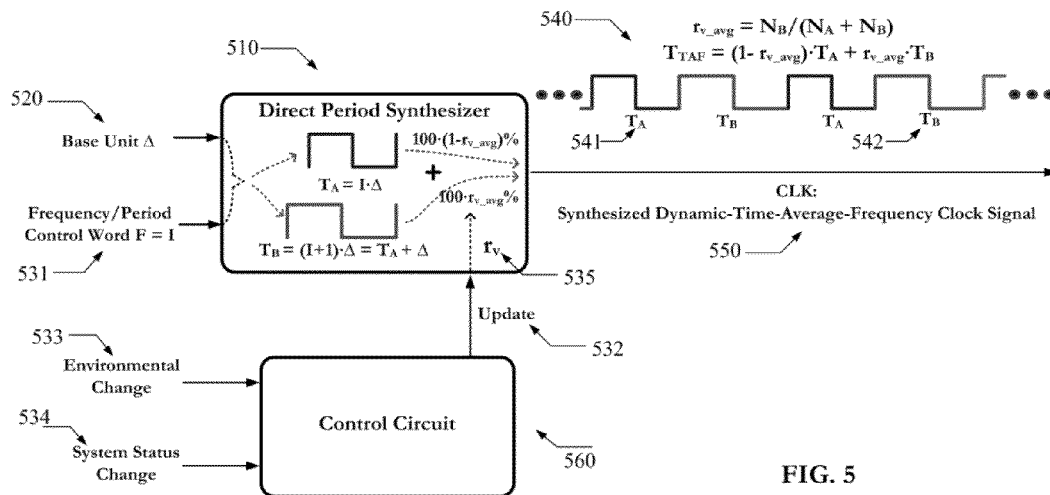 540
r_v_avg = N_B/(N_A + N_B)
T_TAF = (1- r_v_avg)·T_A + r_v_avg·T_B
510
520
Direct Period Synthesizer
Base Unit Δ
100·(1-r_v_avg)%
T_A = I·Δ
+
100·r_v_avg%
T_A
T_B
T_A
T_B
541
542
CLK:
Synthesized Dynamic-Time-Average-Frequency Clock Signal
550
Frequency/Period
Control Word F = I
531
T_B = (I+1)·Δ = T_A + Δ
r_v
535
Update
532
533
Environmental
Change
534
System Status
Change
Control Circuit
560
FIG. 5